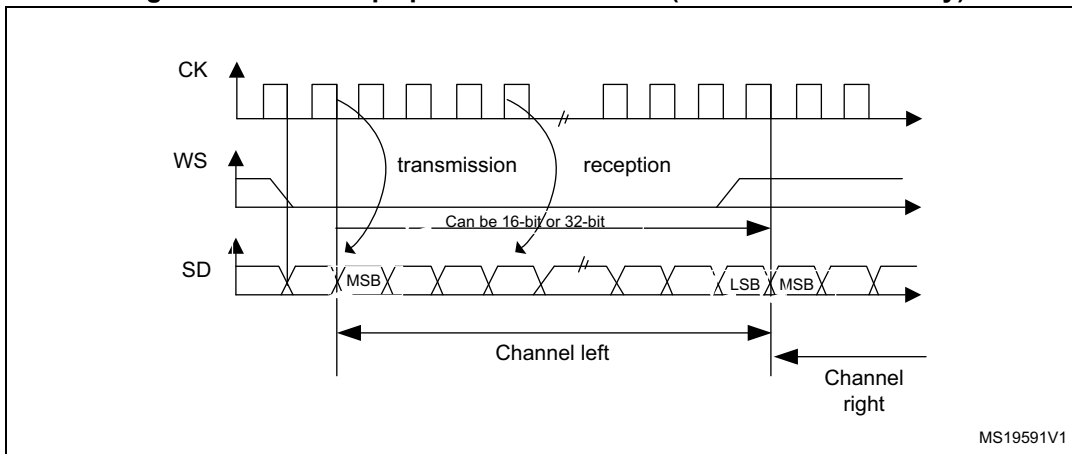 CK
WS
transmission
reception
Can be 16-bit or 32-bit
SD
MSB
LSB
MSB
Channel left
Channel
right
MS19591V1